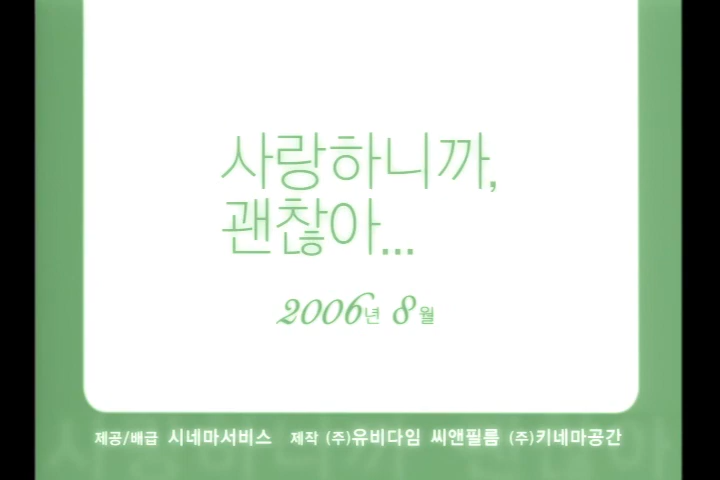 사랑하니까,
괜찮아...
2006년 8월
제공/배급 시네마서비스 제작 (주)유비다임 씨앤필름 (주)키네마공간